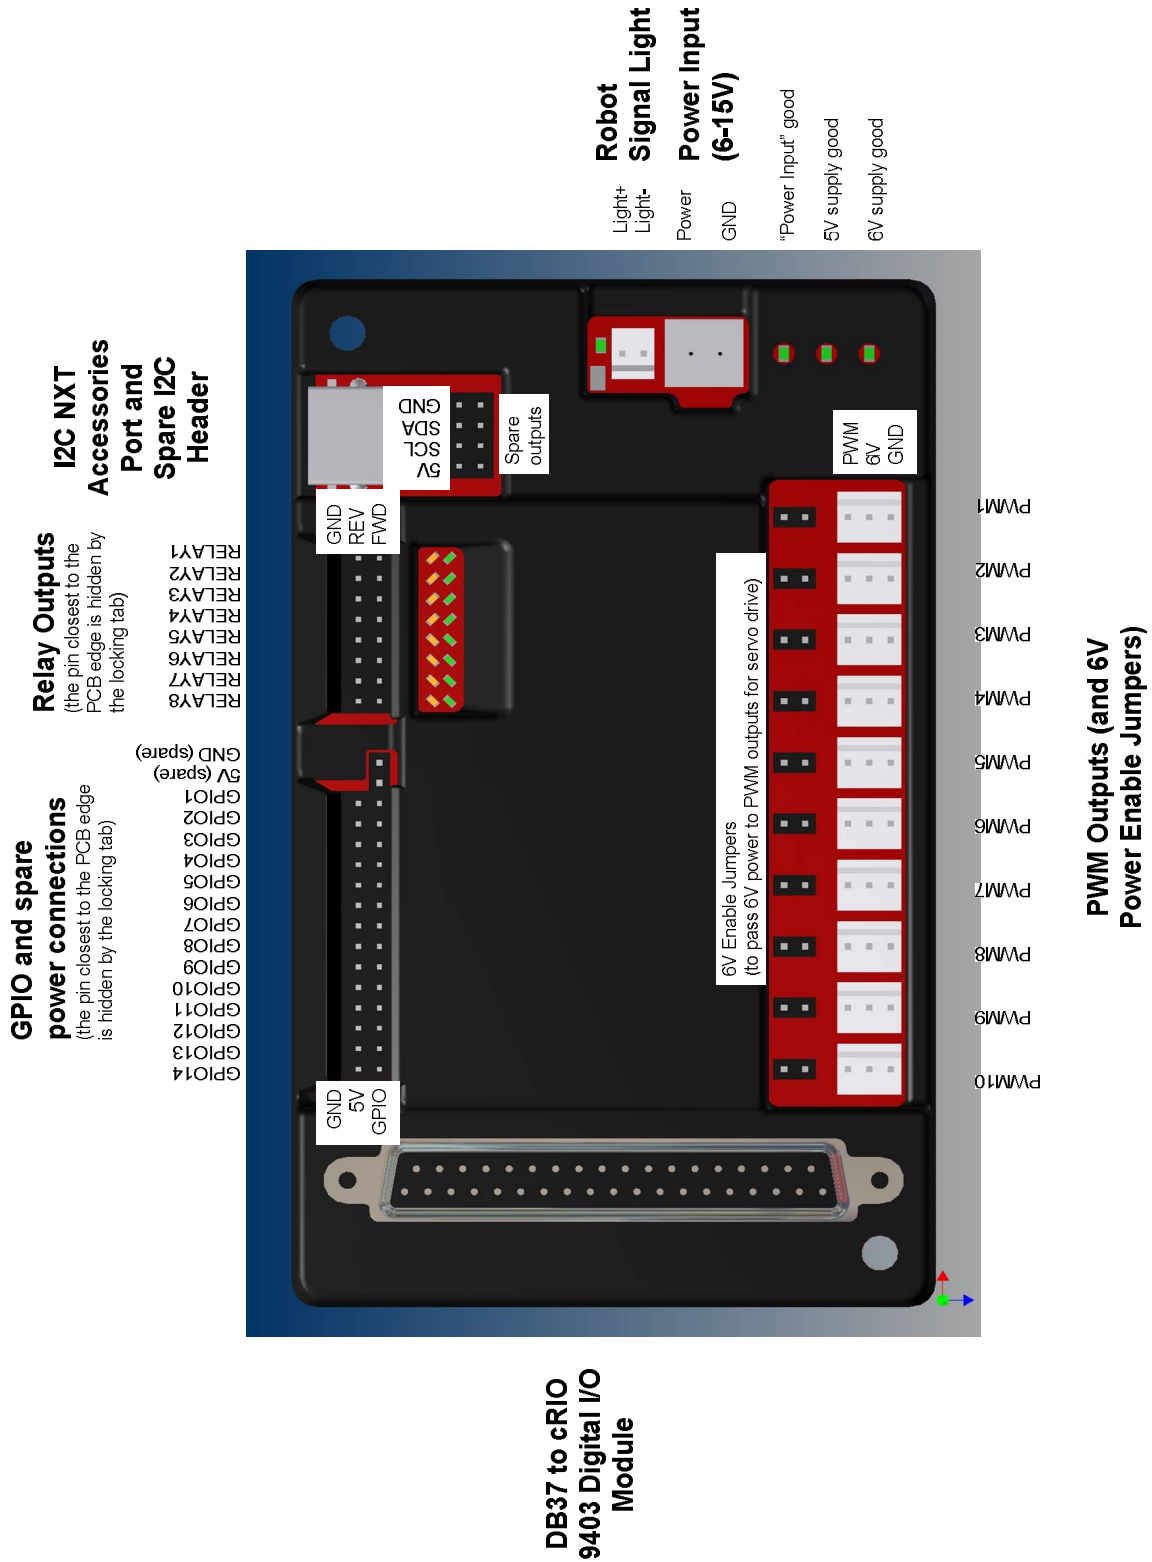 GPIO and spare
power connections
(the pin closest to the PCB edge
is hidden by the locking tab)
Relay Outputs
(the pin closest to the
PCB edge is hidden by
the locking tab)
I2C NXT
Accessories
Port and
Spare I2C
Header
GPIO14
GPIO13
GPIO12
GPIO11
GPIO10
GPIO9
GPIO8
GPIO7
GPIO6
GPIO5
GPIO4
GPIO3
GPIO2
GPIO1
5V (spare)
GND (spare)
RELAY8
RELAY7
RELAY6
RELAY5
RELAY4
RELAY3
RELAY2
RELAY1
GND
5V
GPIO
GND
REV
FWD
5V
SCL
SDA
GND
Spare
outputs
Robot
Signal Light
Light+
Light-
Power Input
(6-15V)
Power
GND
"Power Input" good
5V supply good
6V supply good
6V Enable Jumpers
(to pass 6V power to PWM outputs for servo drive)
PWM
6V
GND
PWM10
PWM9
PWM8
PWM7
PWM6
PWM5
PWM4
PWM3
PWM2
PWM1
PWM Outputs (and 6V
Power Enable Jumpers)
DB37 to cRIO
9403 Digital I/O
Module